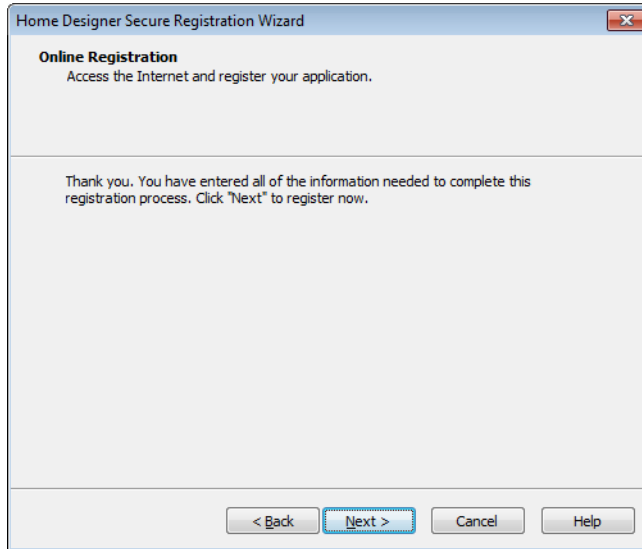 Home Designer Secure Registration Wizard
Online Registration
Access the Internet and register your application.
Thank you. You have entered all of the information needed to complete this
registration process. Click "Next" to register now.
< Back Next > Cancel Help